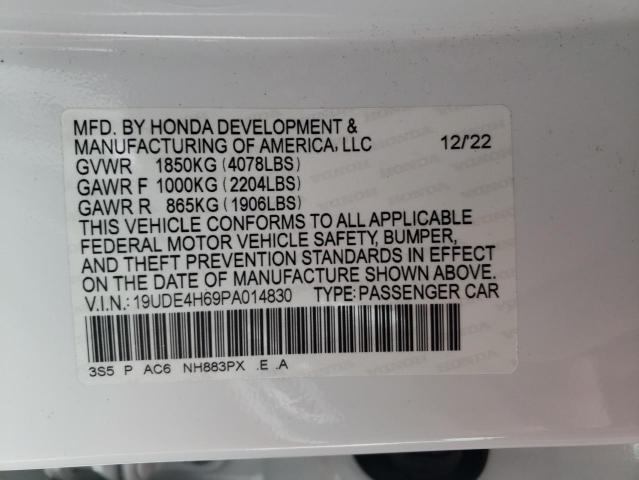 MFD. BY HONDA DEVELOPMENT &
MANUFACTURING OF AMERICA, LLC 12/'22
GVWR 1850KG (4078LBS)
GAWR F 1000KG (2204LBS)
GAWR R 865KG (1906LBS)
THIS VEHICLE CONFORMS TO ALL APPLICABLE
FEDERAL MOTOR VEHICLE SAFETY, BUMPER,
AND THEFT PREVENTION STANDARDS IN EFFECT
ON THE DATE OF MANUFACTURE SHOWN ABOVE.
V.I.N.: 19UDE4H69PA014830 TYPE: PASSENGER CAR
3S5 P AC6 NH883PX .E .A